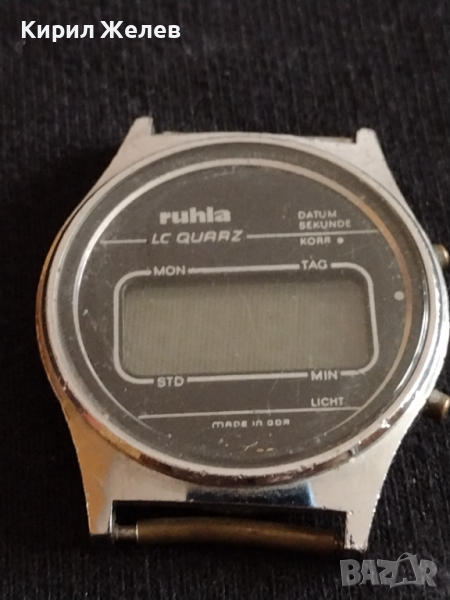 Кирил Желев
ruhla
LC QUARZ
DATUM
SEKUNDE
KORR
MON TAG
STD MIN
LICHT
MADE IN GDR
BAZAR